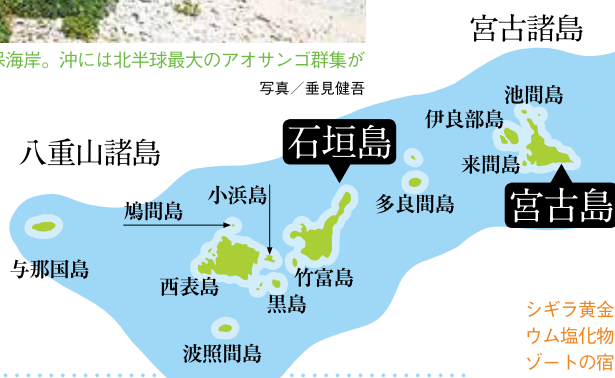 海岸。沖には北半球最大のアオサンゴ群集が
写真／垂見健吾
宮古諸島
池間島
伊良部島
八重山諸島
石垣島
来間島
小浜島
多良間島
宮古島
鳩間島
与那国島
竹富島
西表島
黒島
波照間島
シギラ黄金
ウム塩化物
ゾートの宿